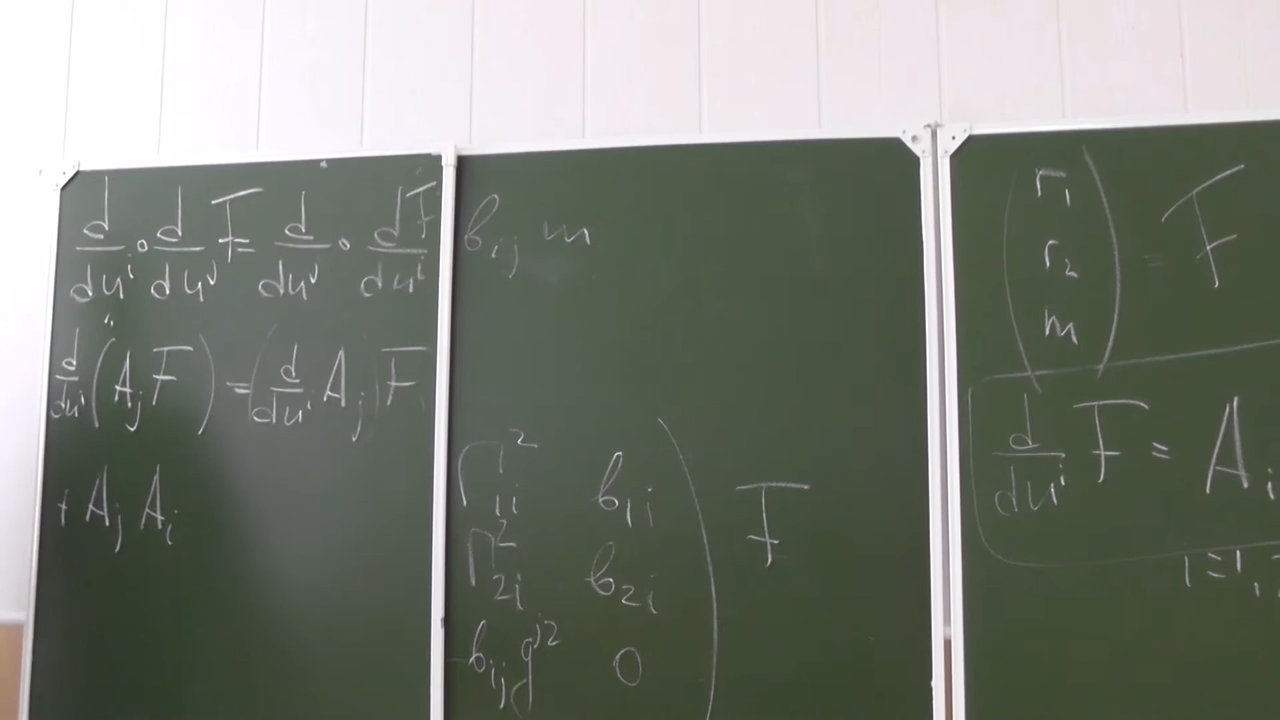 d/du^i ∘ d/du^j F = d/du^j ∘ dF/du^i
d/du^i (A_j F) = (d/du^i A_j) F
+ A_j A_i
b_ij m
Γ^2_1i b_1i
Γ^2_2i b_2i
-b_ij g^j2 0
) F
( r_1
r_2
m ) = F
d/du^i F = A_i
i=1,